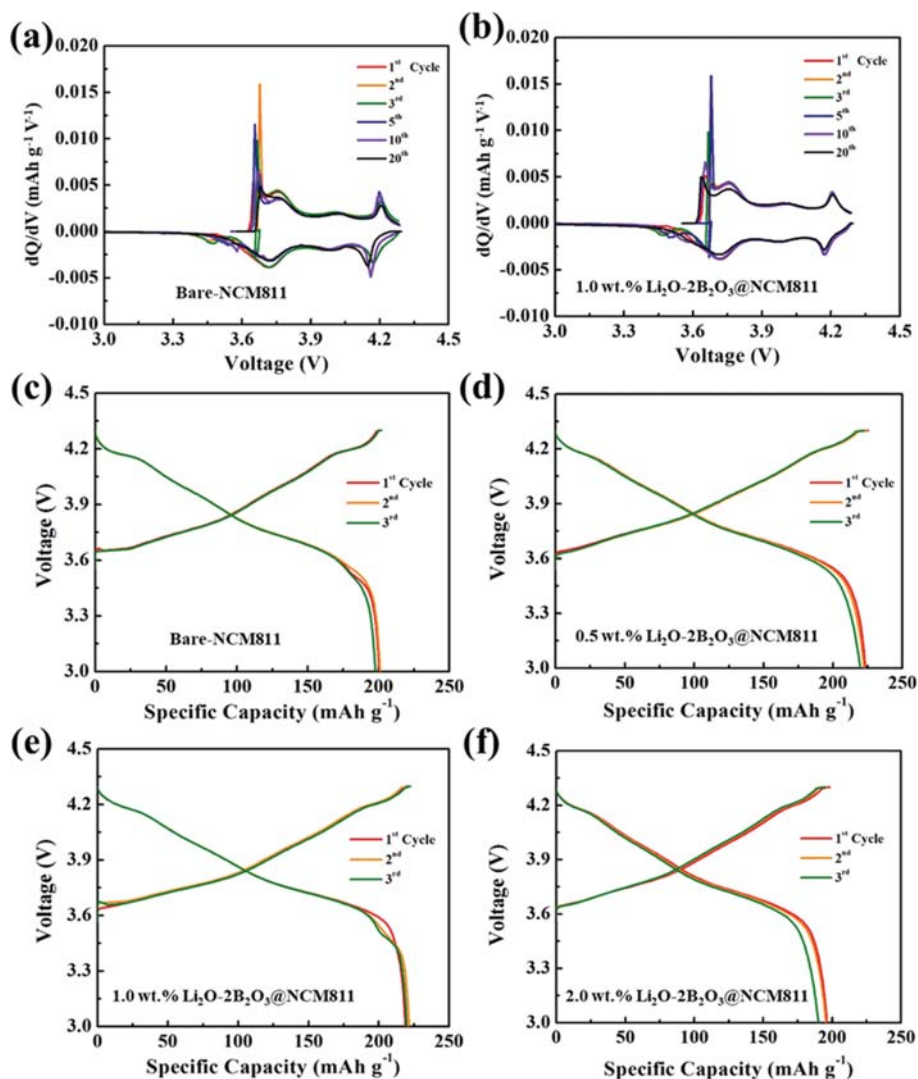 (a)
0.020
0.015
0.010
0.005
0.000
-0.005
-0.010
dQ/dV (mAh g⁻¹ V⁻¹)
1ˢᵗ Cycle
2ⁿᵈ
3ʳᵈ
5ᵗʰ
10ᵗʰ
20ᵗʰ
Bare-NCM811
3.0 3.3 3.6 3.9 4.2 4.5
Voltage (V)
(b)
0.020
0.015
0.010
0.005
0.000
-0.005
-0.010
dQ/dV (mAh g⁻¹ V⁻¹)
1ˢᵗ Cycle
2ⁿᵈ
3ʳᵈ
5ᵗʰ
10ᵗʰ
20ᵗʰ
1.0 wt.% Li₂O-2B₂O₃@NCM811
3.0 3.3 3.6 3.9 4.2 4.5
Voltage (V)
(c)
4.5
4.2
3.9
3.6
3.3
3.0
Voltage (V)
1ˢᵗ Cycle
2ⁿᵈ
3ʳᵈ
Bare-NCM811
0 50 100 150 200 250
Specific Capacity (mAh g⁻¹)
(d)
4.5
4.2
3.9
3.6
3.3
3.0
Voltage (V)
1ˢᵗ Cycle
2ⁿᵈ
3ʳᵈ
0.5 wt.% Li₂O-2B₂O₃@NCM811
0 50 100 150 200 250
Specific Capacity (mAh g⁻¹)
(e)
4.5
4.2
3.9
3.6
3.3
3.0
Voltage (V)
1ˢᵗ Cycle
2ⁿᵈ
3ʳᵈ
1.0 wt.% Li₂O-2B₂O₃@NCM811
0 50 100 150 200 250
Specific Capacity (mAh g⁻¹)
(f)
4.5
4.2
3.9
3.6
3.3
3.0
Voltage (V)
1ˢᵗ Cycle
2ⁿᵈ
3ʳᵈ
2.0 wt.% Li₂O-2B₂O₃@NCM811
0 50 100 150 200 250
Specific Capacity (mAh g⁻¹)